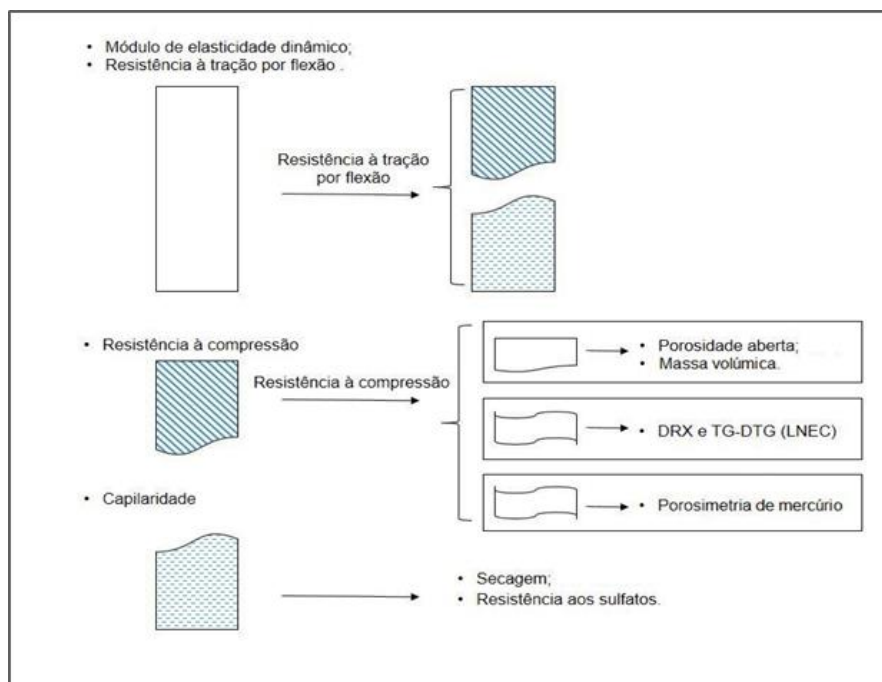 • Módulo de elasticidade dinâmico;
• Resistência à tração por flexão .
Resistência à tração
por flexão
• Resistência à compressão
Resistência à compressão
• Porosidade aberta;
• Massa volúmica.
• DRX e TG-DTG (LNEC)
• Porosimetria de mercúrio
• Capilaridade
• Secagem;
• Resistência aos sulfatos.